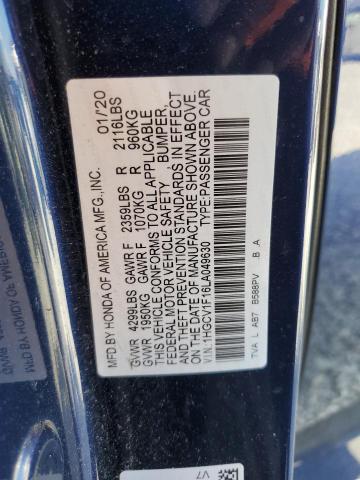 MFD BY HONDA OF AMERICA MFG.,INC. 01/20
GVWR 4299LBS GAWR F 2359LBS R 2116LBS
GVWR 1950KG GAWR F 1070KG R 960KG
THIS VEHICLE CONFORMS TO ALL APPLICABLE
FEDERAL MOTOR VEHICLE SAFETY, BUMPER,
AND THEFT PREVENTION STANDARDS IN EFFECT
ON THE DATE OF MANUFACTURE SHOWN ABOVE.
V.I.N.:1HGCV1F16LA049630 TYPE:PASSENGER CAR
TVA L AB7 B588PV B A
V7